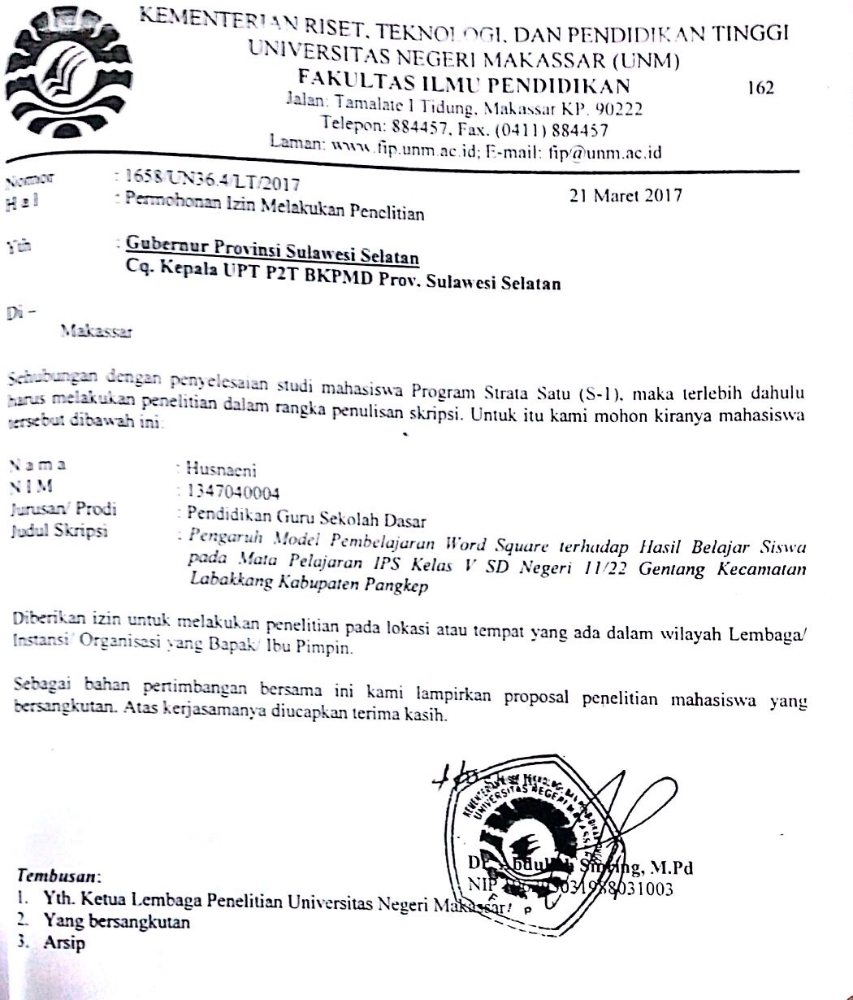 KEMENTERIAN RISET, TEKNOLOGI, DAN PENDIDIKAN TINGGI
UNIVERSITAS NEGERI MAKASSAR (UNM)
FAKULTAS ILMU PENDIDIKAN
162
Jalan: Tamalate I Tidung, Makassar KP. 90222
Telepon: 884457, Fax. (0411) 884457
Laman: www.fip.unm.ac.id; E-mail: fip@unm.ac.id
Nomor : 1658/UN36.4/LT/2017
21 Maret 2017
Hal : Permohonan Izin Melakukan Penelitian
Yth : Gubernur Provinsi Sulawesi Selatan
Cq. Kepala UPT P2T BKPMD Prov. Sulawesi Selatan
Di –
Makassar
Sehubungan dengan penyelesaian studi mahasiswa Program Strata Satu (S-1), maka terlebih dahulu
harus melakukan penelitian dalam rangka penulisan skripsi. Untuk itu kami mohon kiranya mahasiswa
tersebut dibawah ini:
N a m a : Husnaeni
N I M : 1347040004
Jurusan/ Prodi : Pendidikan Guru Sekolah Dasar
Judul Skripsi : Pengaruh Model Pembelajaran Word Square terhadap Hasil Belajar Siswa
pada Mata Pelajaran IPS Kelas V SD Negeri 11/22 Gentang Kecamatan
Labakkang Kabupaten Pangkep
Diberikan izin untuk melakukan penelitian pada lokasi atau tempat yang ada dalam wilayah Lembaga/
Instansi/ Organisasi yang Bapak/ Ibu Pimpin.
Sebagai bahan pertimbangan bersama ini kami lampirkan proposal penelitian mahasiswa yang
bersangkutan. Atas kerjasamanya diucapkan terima kasih.
UNIVERSITAS NEGERI MAKASSAR
Dr. Abdullah Sinring, M.Pd
NIP
Tembusan:
1. Yth. Ketua Lembaga Penelitian Universitas Negeri Makassar
2. Yang bersangkutan
3. Arsip